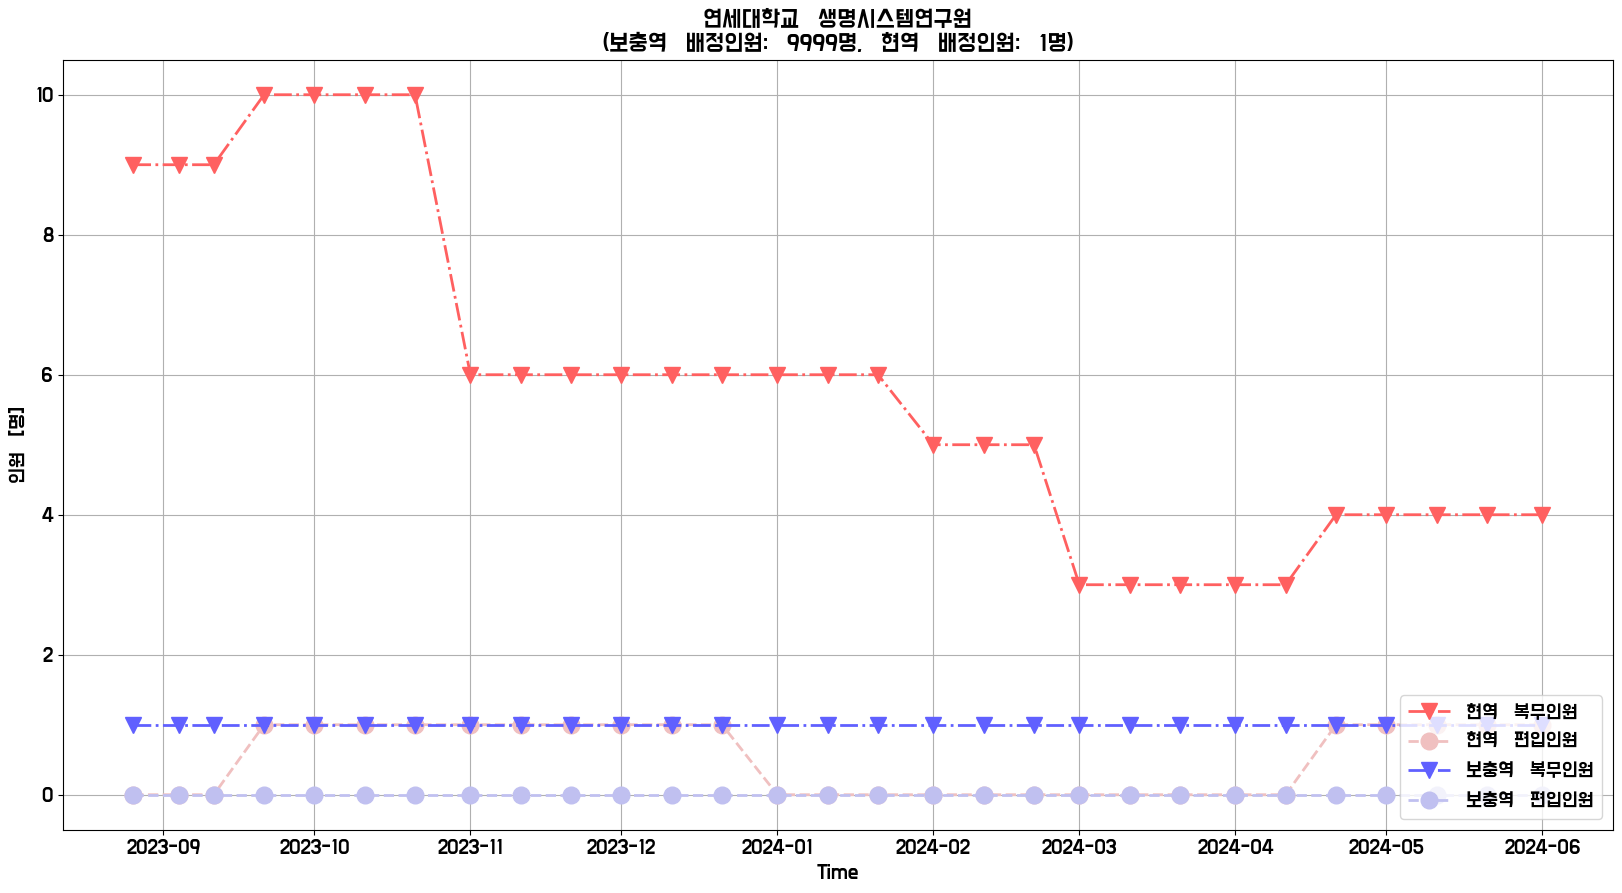 연세대학교 생명시스템연구원
(보충역 배정인원: 9999명, 현역 배정인원: 1명)
인원 [명]
10
8
6
4
2
0
현역 복무인원
현역 편입인원
보충역 복무인원
보충역 편입인원
2023-09 2023-10 2023-11 2023-12 2024-01 2024-02 2024-03 2024-04 2024-05 2024-06
Time